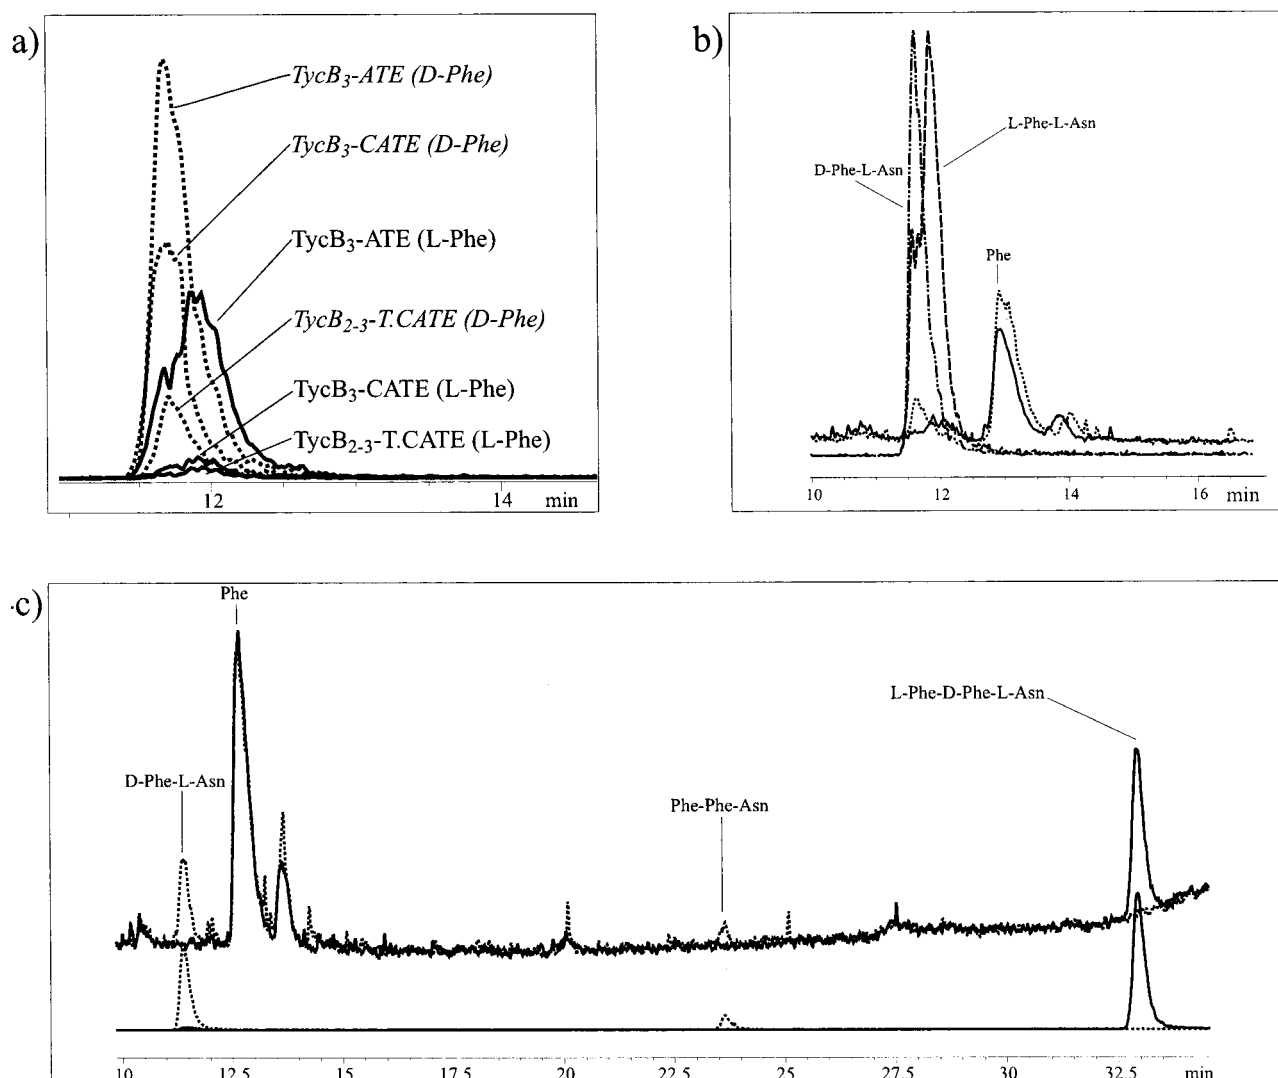 a)
TycB3-ATE (D-Phe)
TycB3-CATE (D-Phe)
TycB3-ATE (L-Phe)
TycB2-3-T.CATE (D-Phe)
TycB3-CATE (L-Phe)
TycB2-3-T.CATE (L-Phe)
12
14
min
b)
L-Phe-L-Asn
D-Phe-L-Asn
Phe
10
12
14
16
min
c)
Phe
L-Phe-D-Phe-L-Asn
D-Phe-L-Asn
Phe-Phe-Asn
10
12.5
15
17.5
20
22.5
25
27.5
30
32.5
min